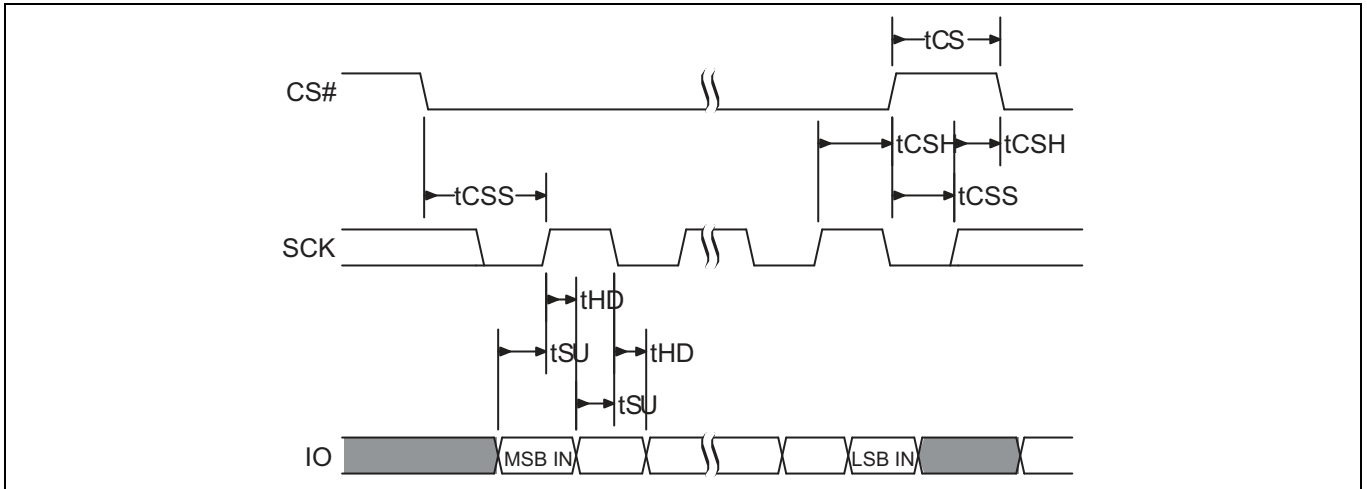 tCS
CS#
tCSH
tCSH
tCSS
tCSS
SCK
tHD
tSU
tHD
tSU
IO
MSB IN
LSB IN